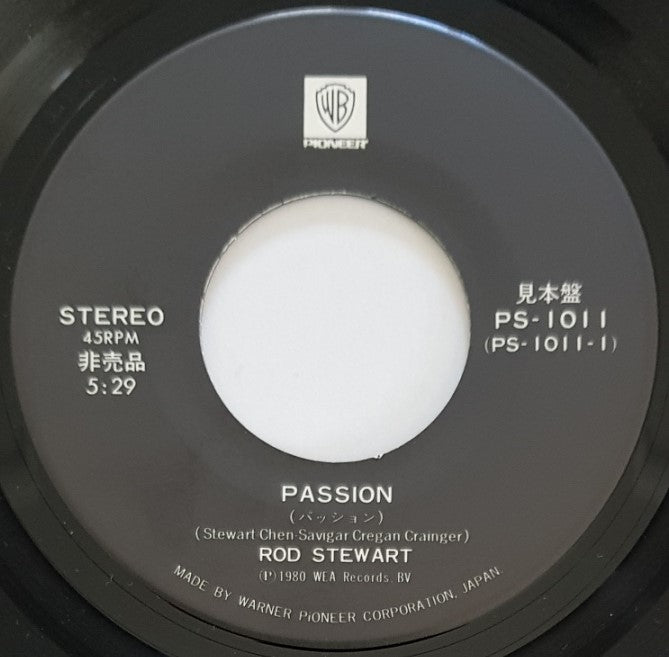 WB
PIONEER
STEREO
45RPM
非売品
5:29
見本盤
PS-1011
(PS-1011-1)
PASSION
(パッション)
(Stewart Chen-Savigar Cregan Crainger)
ROD STEWART
(P)1980 WEA Records. BV
MADE BY WARNER PiONEER CORPORATION, JAPAN.